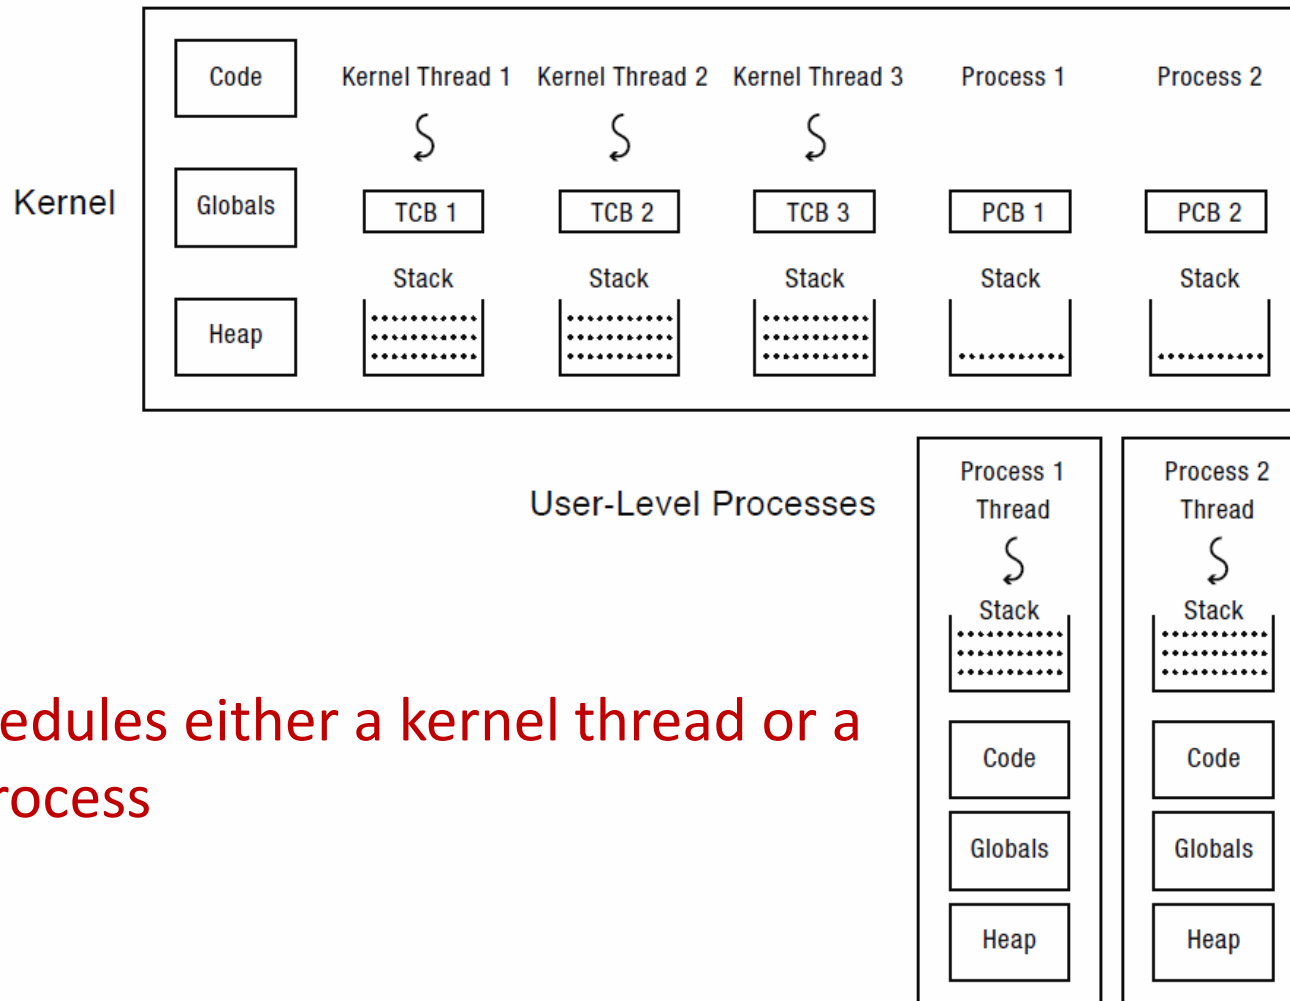 Code
Kernel Thread 1 Kernel Thread 2 Kernel Thread 3 Process 1 Process 2
Kernel
Globals
TCB 1 TCB 2 TCB 3 PCB 1 PCB 2
Stack Stack Stack Stack Stack
Heap
User-Level Processes
Process 1
Thread
Stack
Code
Globals
Heap
Process 2
Thread
Stack
Code
Globals
Heap
edules either a kernel thread or a
rocess